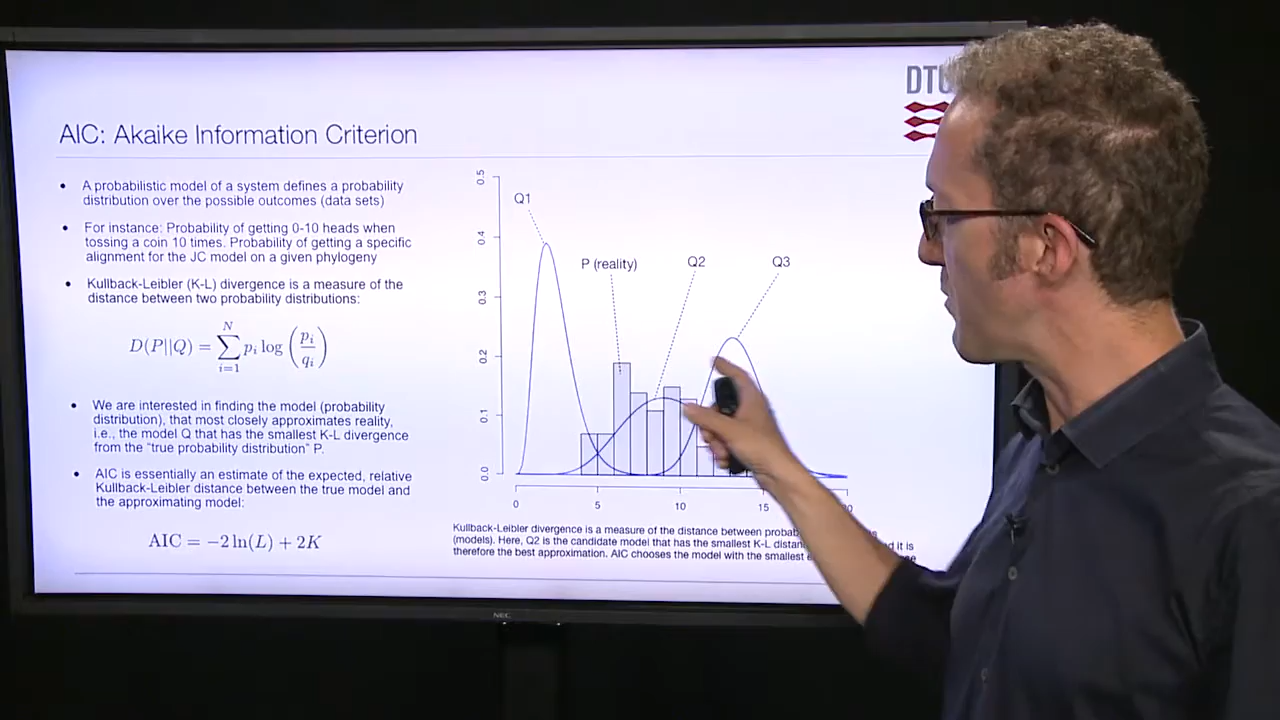 DTU
AIC: Akaike Information Criterion
• A probabilistic model of a system defines a probability
distribution over the possible outcomes (data sets)
• For instance: Probability of getting 0-10 heads when
tossing a coin 10 times. Probability of getting a specific
alignment for the JC model on a given phylogeny
• Kullback-Leibler (K-L) divergence is a measure of the
distance between two probability distributions:
D(P||Q) = ∑ᵢ₌₁ᴺ pᵢ log (pᵢ/qᵢ)
• We are interested in finding the model (probability
distribution), that most closely approximates reality,
i.e., the model Q that has the smallest K-L divergence
from the "true probability distribution" P.
• AIC is essentially an estimate of the expected, relative
Kullback-Leibler distance between the true model and
the approximating model:
AIC = −2 ln(L) + 2K
0.5
0.4
0.3
0.2
0.1
0.0
Q1
P (reality)
Q2
Q3
0 5 10 15 20
Kullback-Leibler divergence is a measure of the distance between
(models). Here, Q2 is the candidate model that has the smallest K-L and it is
therefore the best approximation. AIC chooses the model with the smallest
NEC